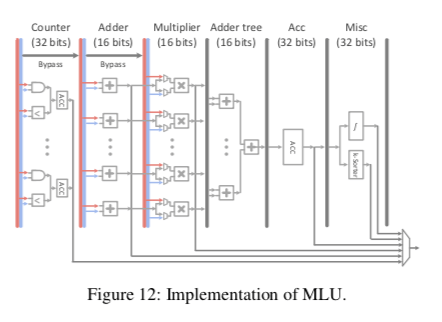 Counter Adder Multiplier Adder tree Acc Misc
(32 bits) (16 bits) (16 bits) (16 bits) (32 bits) (32 bits)
Bypass Bypass
ACC
ACC
ACC
k-Sorter
Figure 12: Implementation of MLU.